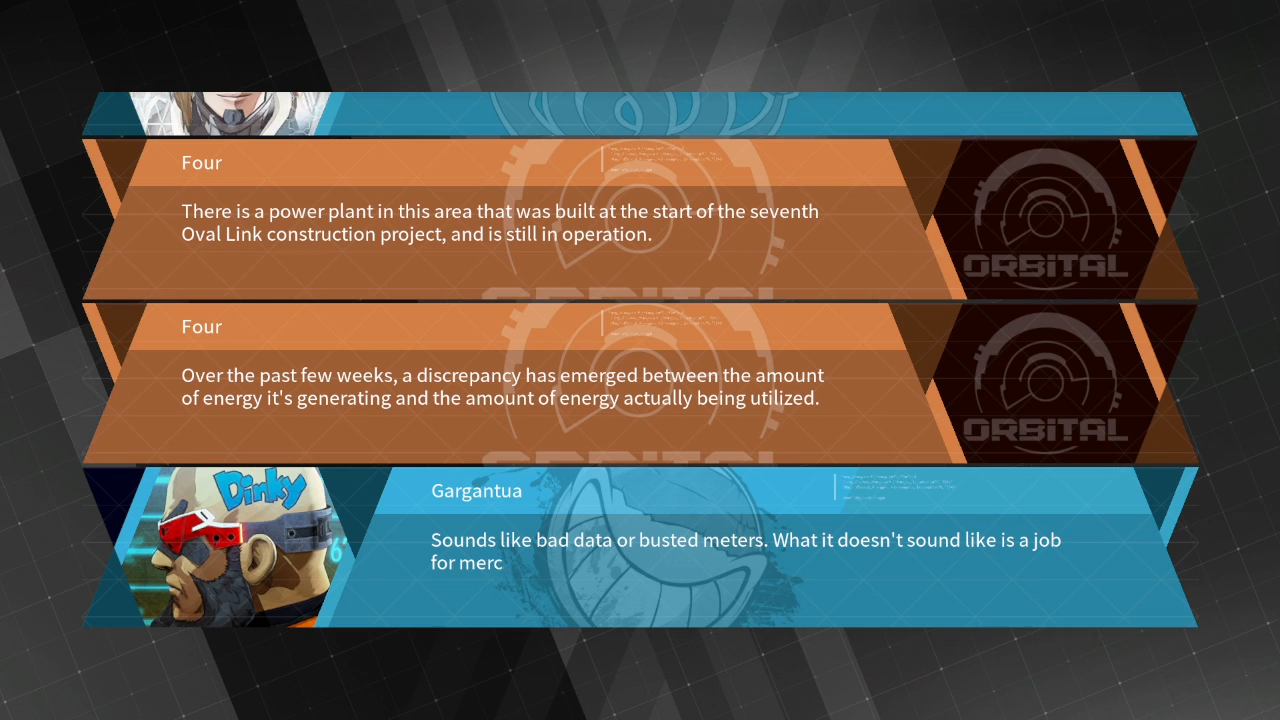 Four
There is a power plant in this area that was built at the start of the seventh
Oval Link construction project, and is still in operation.
ORBITAL
Four
Over the past few weeks, a discrepancy has emerged between the amount
of energy it's generating and the amount of energy actually being utilized.
ORBITAL
Dinky
Gargantua
Sounds like bad data or busted meters. What it doesn't sound like is a job
for merc